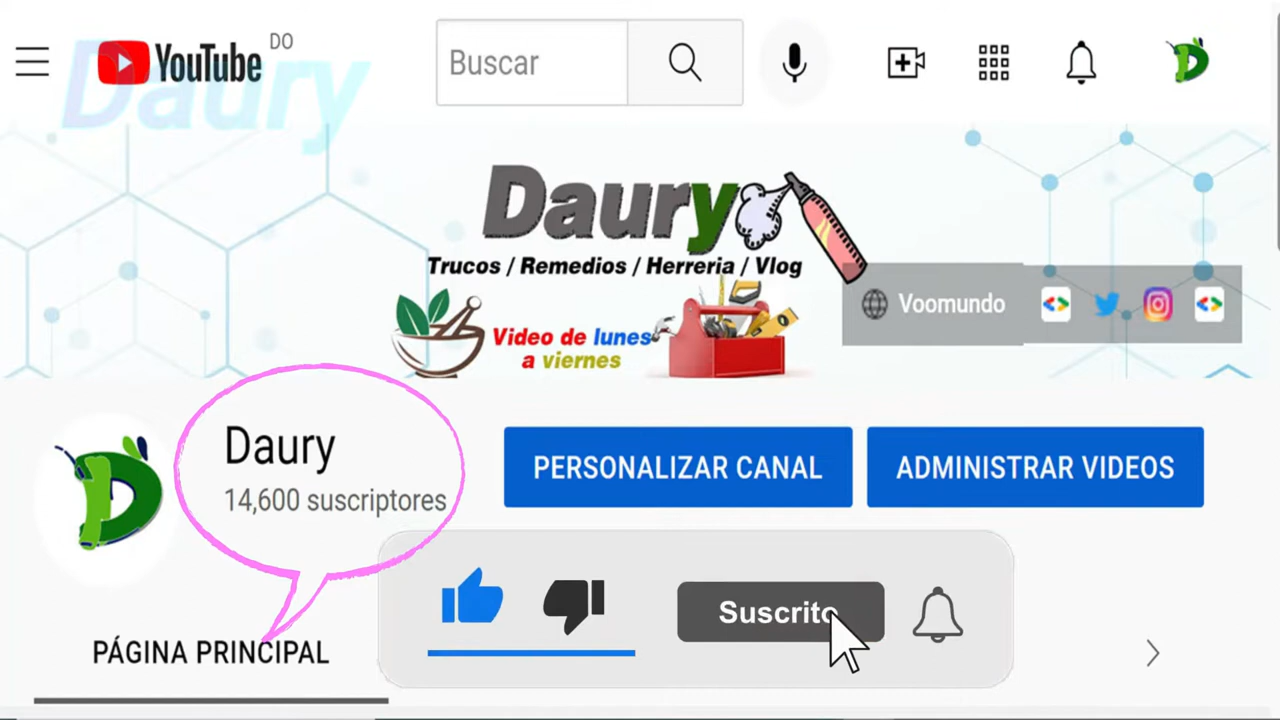 YouTube DO
Buscar
Daury
Daury
Trucos / Remedios / Herreria / Vlog
Voomundo
Video de lunes
a viernes
Daury
14,600 suscriptores
PERSONALIZAR CANAL
ADMINISTRAR VIDEOS
Suscrito
PÁGINA PRINCIPAL